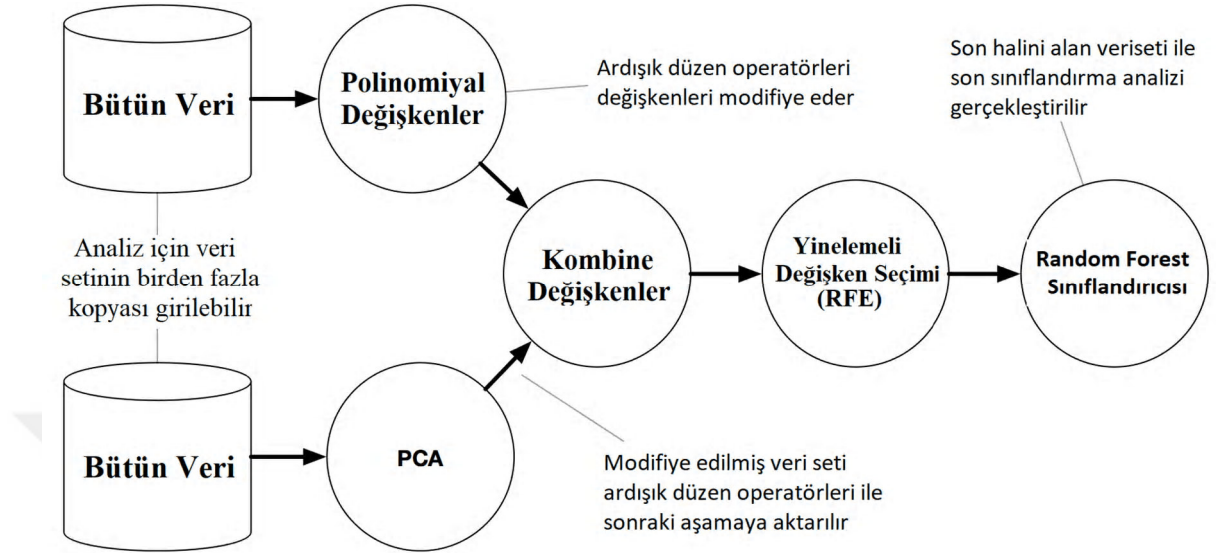 Bütün Veri
Polinomiyal
Değişkenler
Ardışık düzen operatörleri
değişkenleri modifiye eder
Son halini alan veriseti ile
son sınıflandırma analizi
gerçekleştirilir
Analiz için veri
setinin birden fazla
kopyası girilebilir
Kombine
Değişkenler
Yinelemeli
Değişken Seçimi
(RFE)
Random Forest
Sınıflandırıcısı
Bütün Veri
PCA
Modifiye edilmiş veri seti
ardışık düzen operatörleri ile
sonraki aşamaya aktarılır